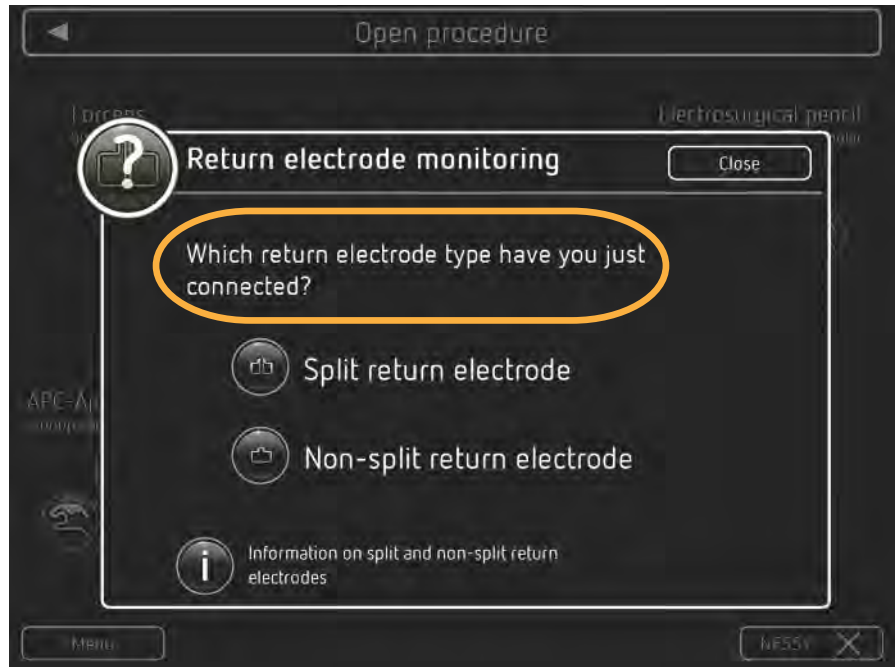 Open procedure
Forceps
Electrosurgical pencil
Return electrode monitoring
Close
Which return electrode type have you just
connected?
Split return electrode
Non-split return electrode
Information on split and non-split return
electrodes
Menu
NESSY